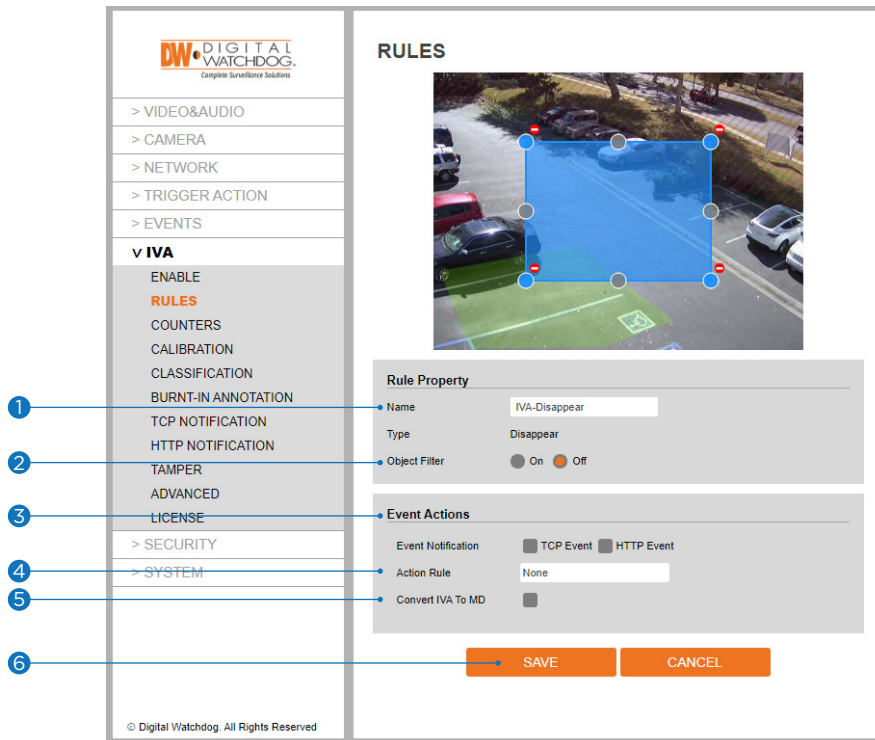 DW DIGITAL
WATCHDOG®
Complete Surveillance Solutions
> VIDEO&AUDIO
> CAMERA
> NETWORK
> TRIGGER ACTION
> EVENTS
v IVA
ENABLE
RULES
COUNTERS
CALIBRATION
CLASSIFICATION
BURNT-IN ANNOTATION
TCP NOTIFICATION
HTTP NOTIFICATION
TAMPER
ADVANCED
LICENSE
> SECURITY
> SYSTEM
© Digital Watchdog. All Rights Reserved
RULES
Rule Property
1 Name IVA-Disappear
Type Disappear
2 Object Filter On Off
3 Event Actions
Event Notification TCP Event HTTP Event
4 Action Rule None
5 Convert IVA To MD
6 SAVE CANCEL